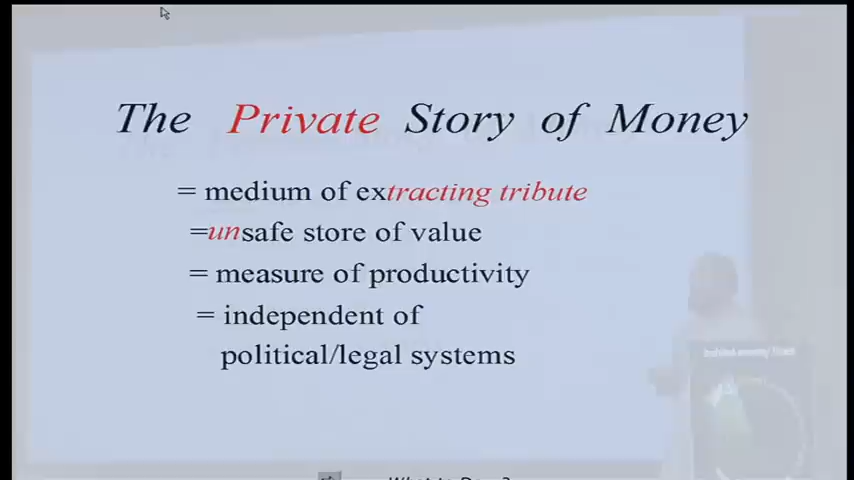 The Private Story of Money
= medium of extracting tribute
=unsafe store of value
= measure of productivity
= independent of
political/legal systems